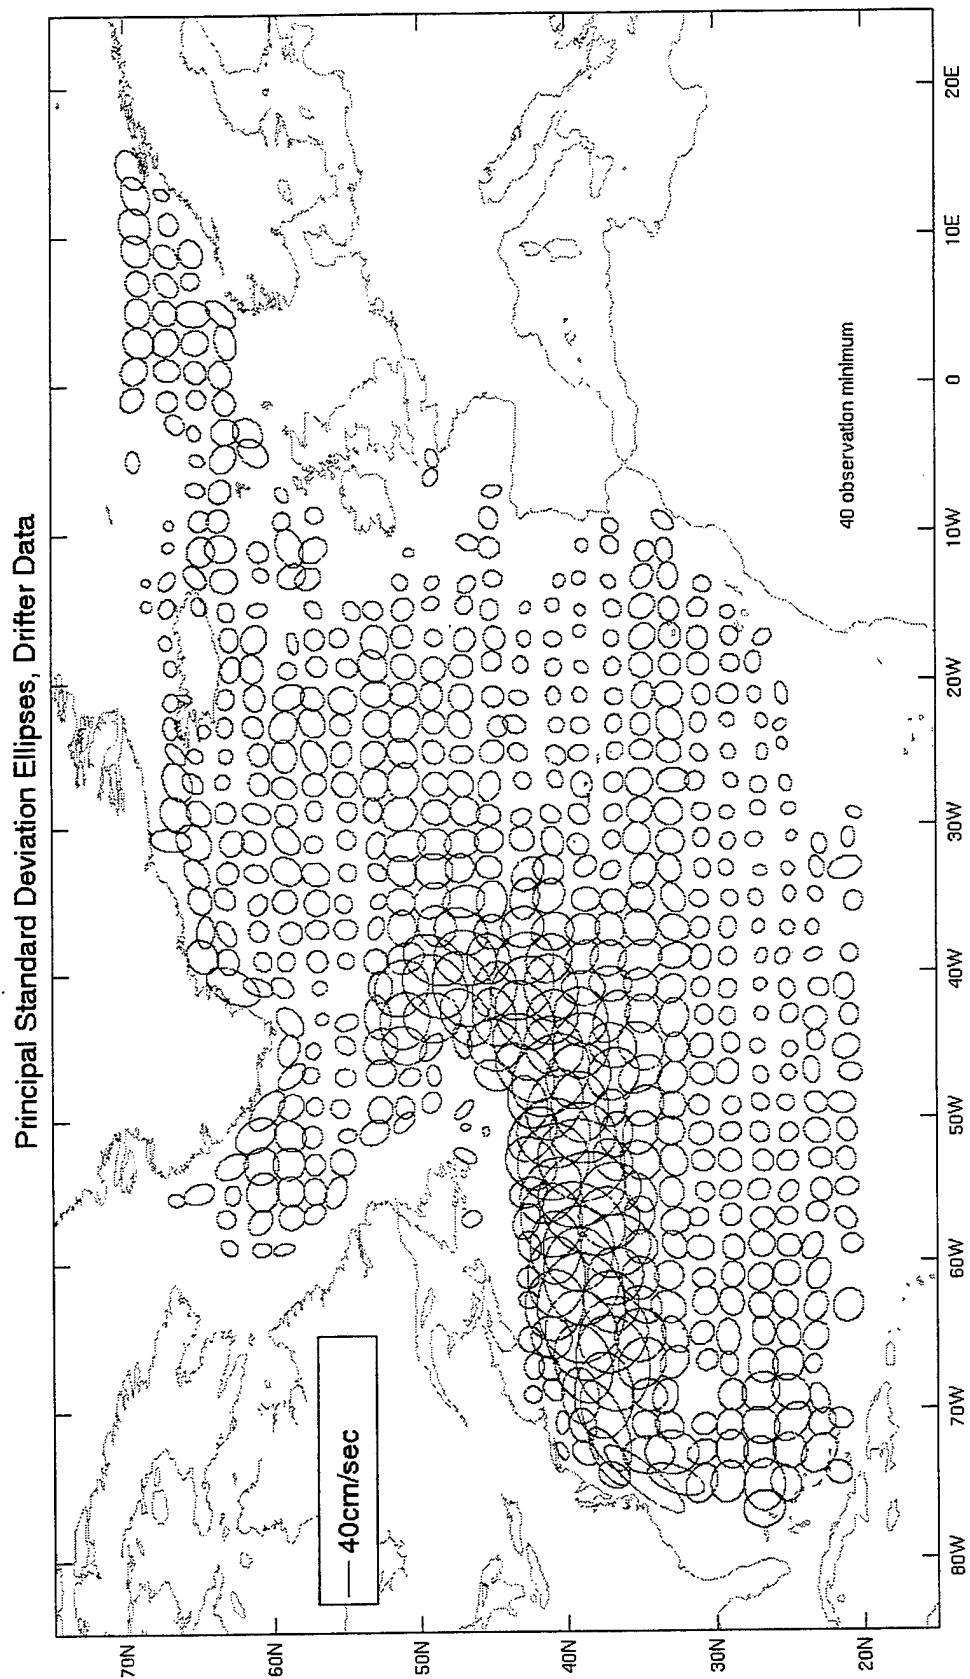 Principal Standard Deviation Ellipses, Drifter Data
70N
60N
50N
40N
30N
20N
40cm/sec
40 observation minimum
80W
70W
60W
50W
40W
30W
20W
10W
0
10E
20E